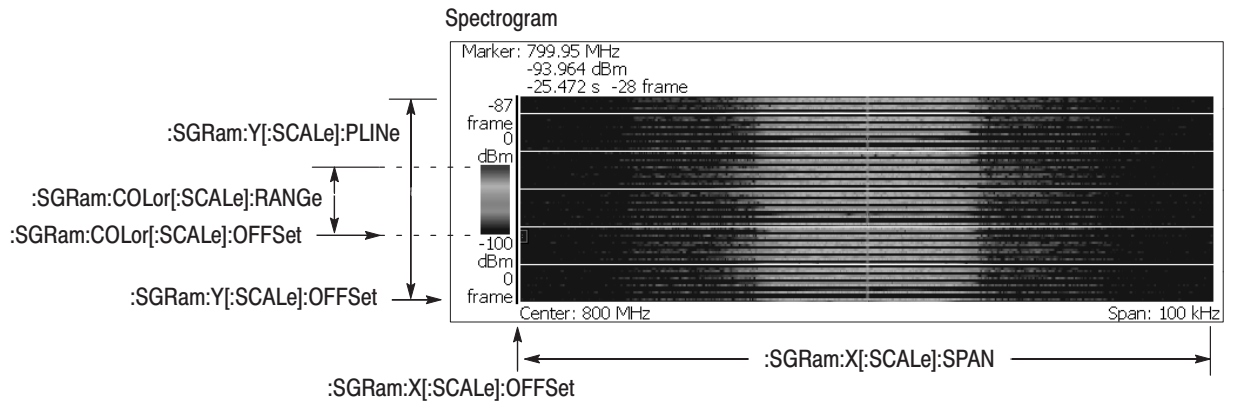 Spectrogram
Marker: 799.95 MHz
-93.964 dBm
-25.472 s -28 frame
-87
frame
0
dBm
-100
dBm
0
frame
:SGRam:Y[:SCALe]:PLINe
:SGRam:COLor[:SCALe]:RANGe
:SGRam:COLor[:SCALe]:OFFSet
:SGRam:Y[:SCALe]:OFFSet
Center: 800 MHz
Span: 100 kHz
:SGRam:X[:SCALe]:SPAN
:SGRam:X[:SCALe]:OFFSet